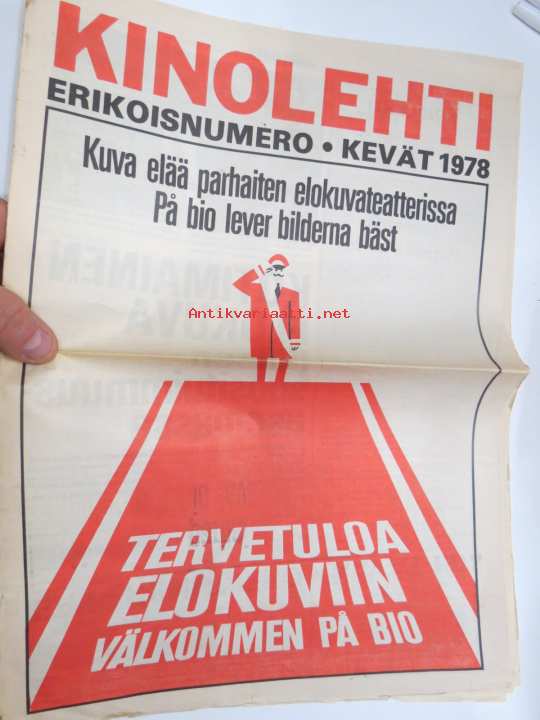 KINOLEHTI
ERIKOISNUMERO • KEVÄT 1978
Kuva elää parhaiten elokuvateatterissa
På bio lever bilderna bäst
Antikvariaatti.net
TERVETULOA
ELOKUVIIN
VÄLKOMMEN PÅ BIO